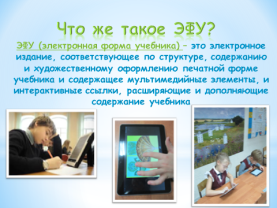 Что же такое ЭФУ?
ЭФУ (электронная форма учебника) – это электронное
издание, соответствующее по структуре, содержанию
и художественному оформлению печатной форме
учебника и содержащее мультимедийные элементы, и
интерактивные ссылки, расширяющие и дополняющие
содержание учебника